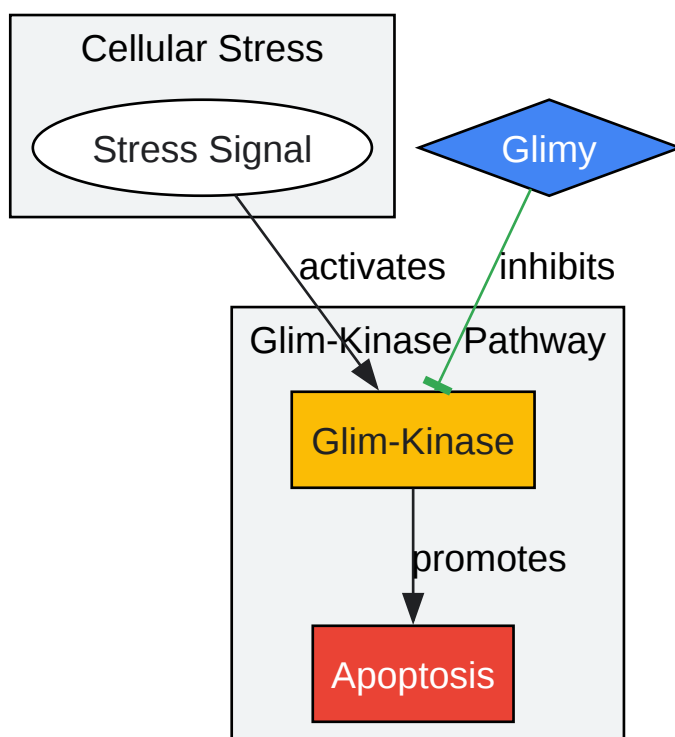 Cellular Stress
Stress Signal
Glimy
activates
inhibits
Glim-Kinase Pathway
Glim-Kinase
promotes
Apoptosis